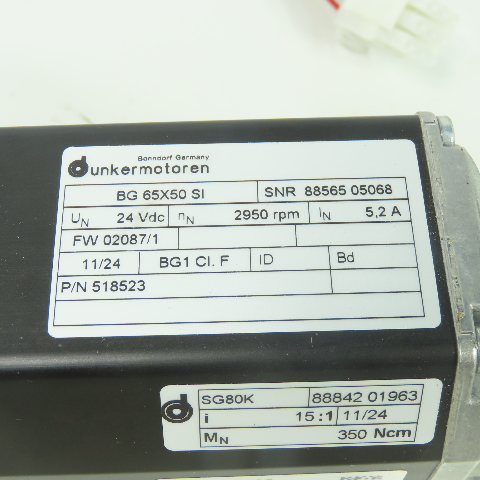 Bonndorf Germany
dunkermotoren
BG 65X50 SI SNR 88565 05068
UN 24 Vdc nN 2950 rpm IN 5,2 A
FW 02087/1
11/24 BG1 Cl. F ID Bd
P/N 518523
d SG80K 88842 01963
i 15:1 11/24
MN 350 Ncm